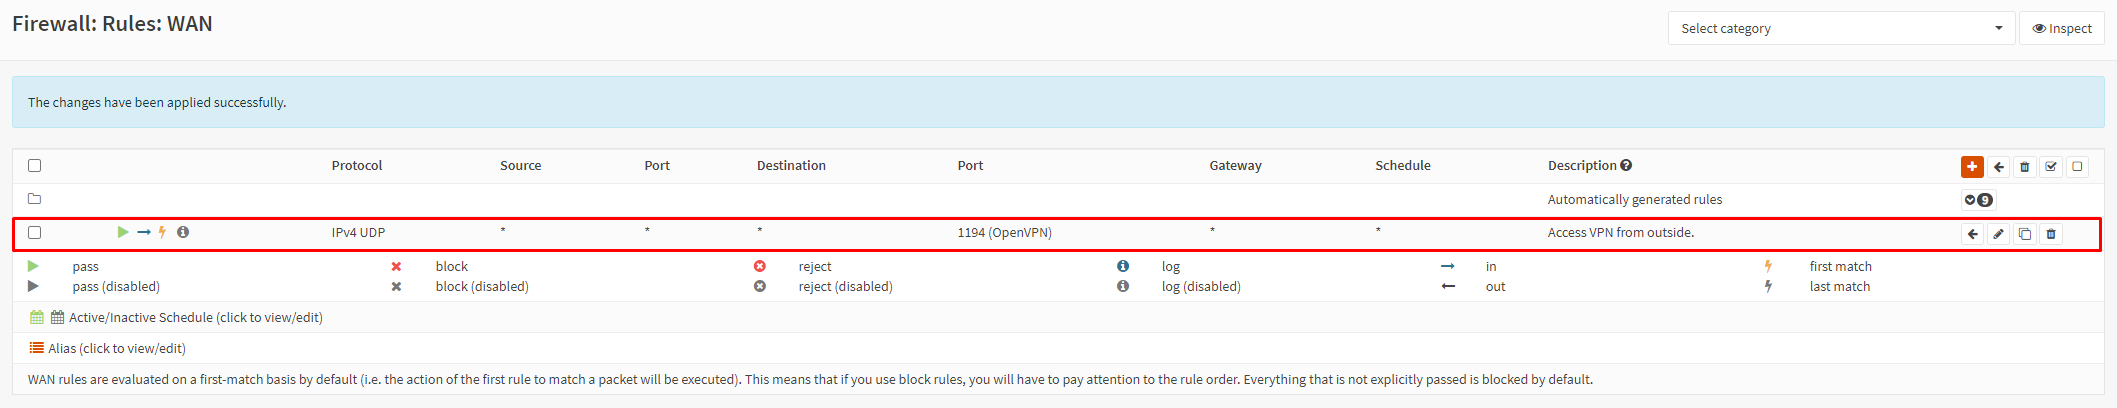 Firewall: Rules: WAN
Select category
Inspect
The changes have been applied successfully.
Protocol Source Port Destination Port Gateway Schedule Description
Automatically generated rules 9
IPv4 UDP * * * 1194 (OpenVPN) * * Access VPN from outside.
pass block reject log in first match
pass (disabled) block (disabled) reject (disabled) log (disabled) out last match
Active/Inactive Schedule (click to view/edit)
Alias (click to view/edit)
WAN rules are evaluated on a first-match basis by default (i.e. the action of the first rule to match a packet will be executed). This means that if you use block rules, you will have to pay attention to the rule order. Everything that is not explicitly passed is blocked by default.